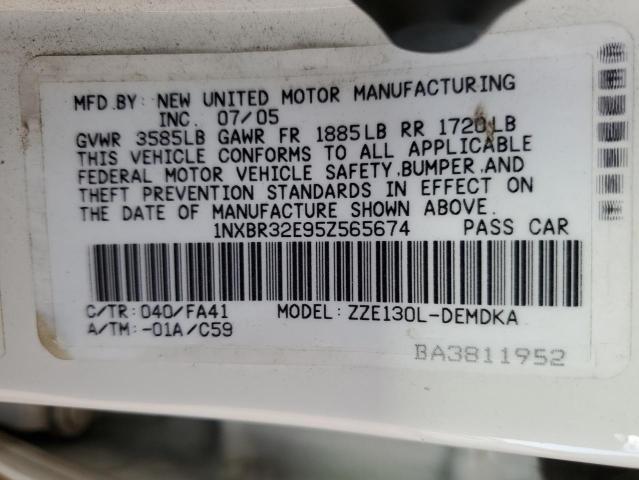 MFD.BY: NEW UNITED MOTOR MANUFACTURING
INC. 07/05
GVWR 3585LB GAWR FR 1885LB RR 1720LB
THIS VEHICLE CONFORMS TO ALL APPLICABLE
FEDERAL MOTOR VEHICLE SAFETY,BUMPER,AND
THEFT PREVENTION STANDARDS IN EFFECT ON
THE DATE OF MANUFACTURE SHOWN ABOVE.
1NXBR32E95Z565674 PASS CAR
C/TR: 040/FA41 MODEL: ZZE130L-DEMDKA
A/TM: -01A/C59
BA3811952